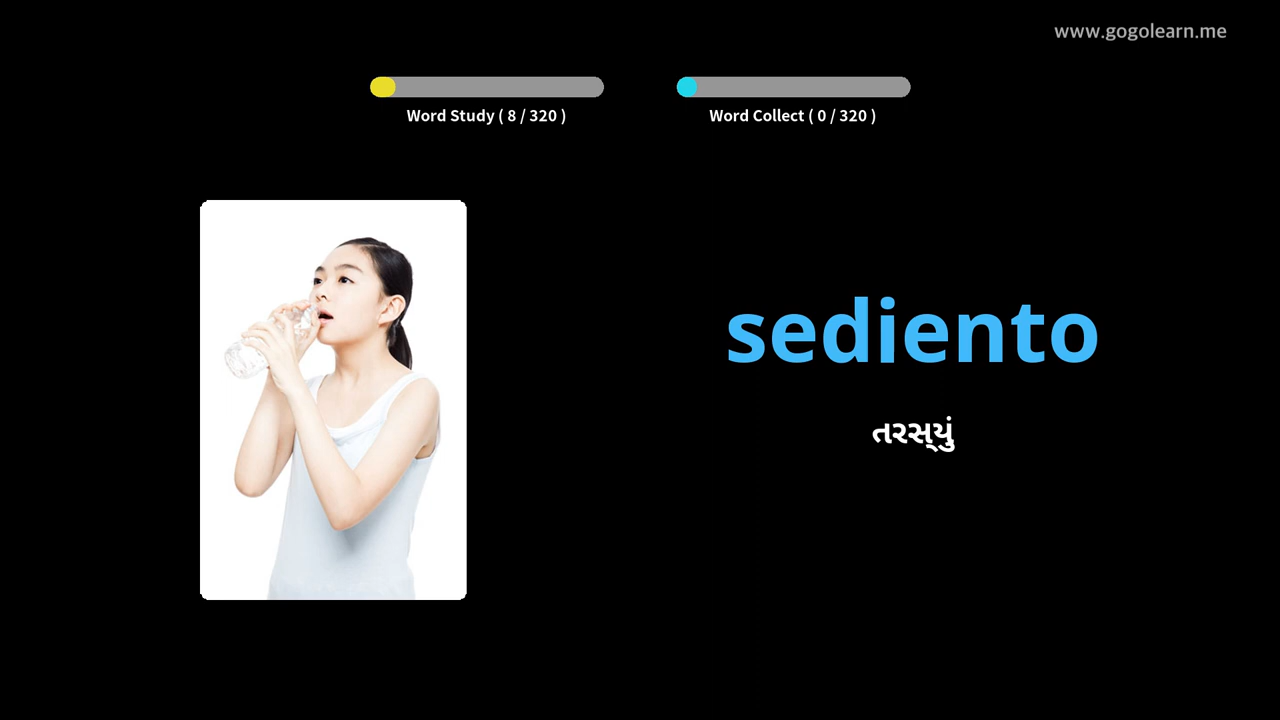 www.gogolearn.me
Word Study ( 8 / 320 )
Word Collect ( 0 / 320 )
sediento
તરસ્યું